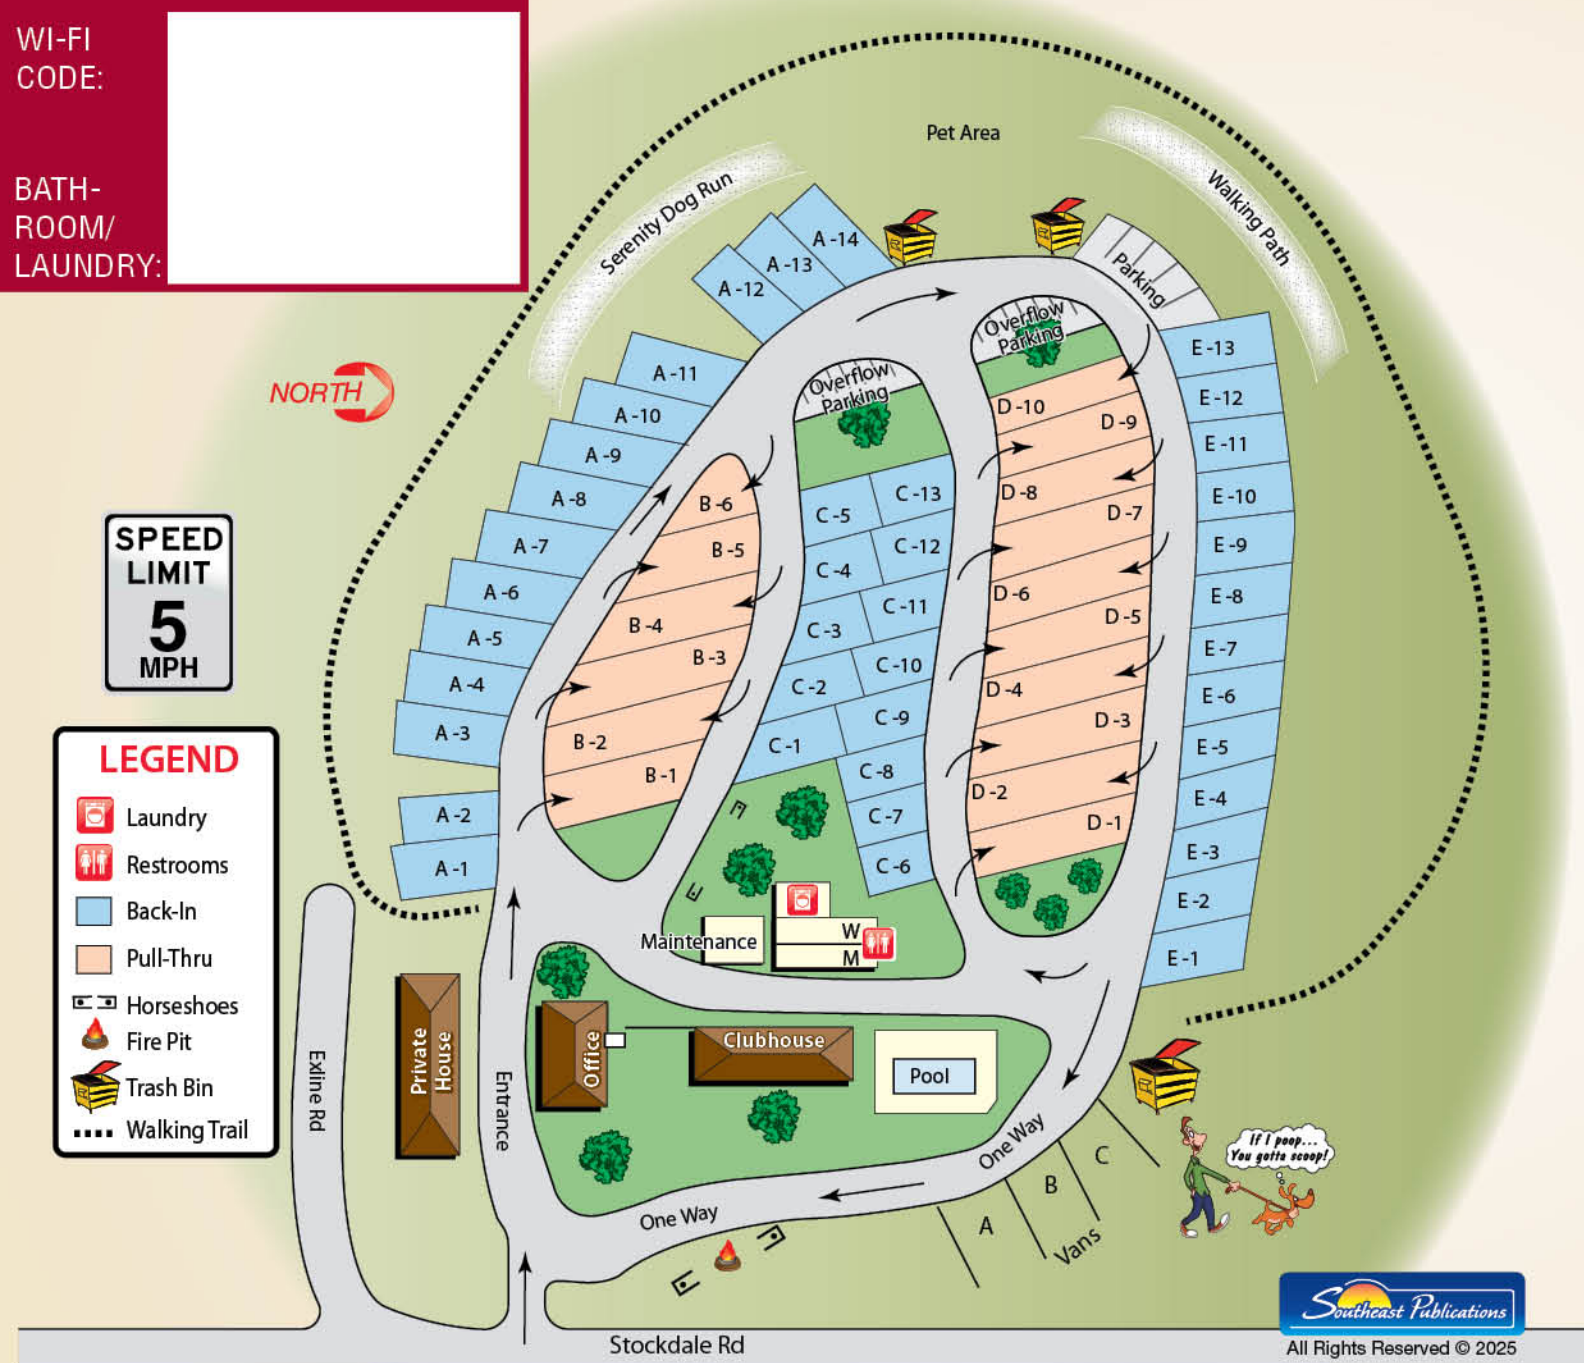 WI-FI
CODE:
BATH-
ROOM/
LAUNDRY:
Pet Area
Serenity Dog Run
Walking Path
A -14
A -13
A -12
Parking
Overflow
Parking
E -13
NORTH
A -11
Overflow
Parking
D -10
E -12
A -10
D -9
E -11
A -9
A -8
B -6
C -5
C -13
D -8
D -7
E -10
A -7
B -5
C -4
C -12
E -9
SPEED
LIMIT
5
MPH
A -6
B -4
C -3
C -11
D -6
D -5
E -8
A -5
B -3
C -2
C -10
E -7
A -4
D -4
E -6
A -3
B -2
C -1
C -9
D -3
E -5
B -1
C -8
D -2
E -4
A -2
C -7
D -1
E -3
A -1
C -6
E -2
E -1
LEGEND
Laundry
Restrooms
Back-In
Pull-Thru
Horseshoes
Fire Pit
Trash Bin
Walking Trail
Maintenance
W
M
Private
House
Office
Clubhouse
Pool
Exline Rd
Entrance
One Way
One Way
A
B
C
Vans
If I poop...
You gotta scoop!
Stockdale Rd
Southeast Publications
All Rights Reserved © 2025